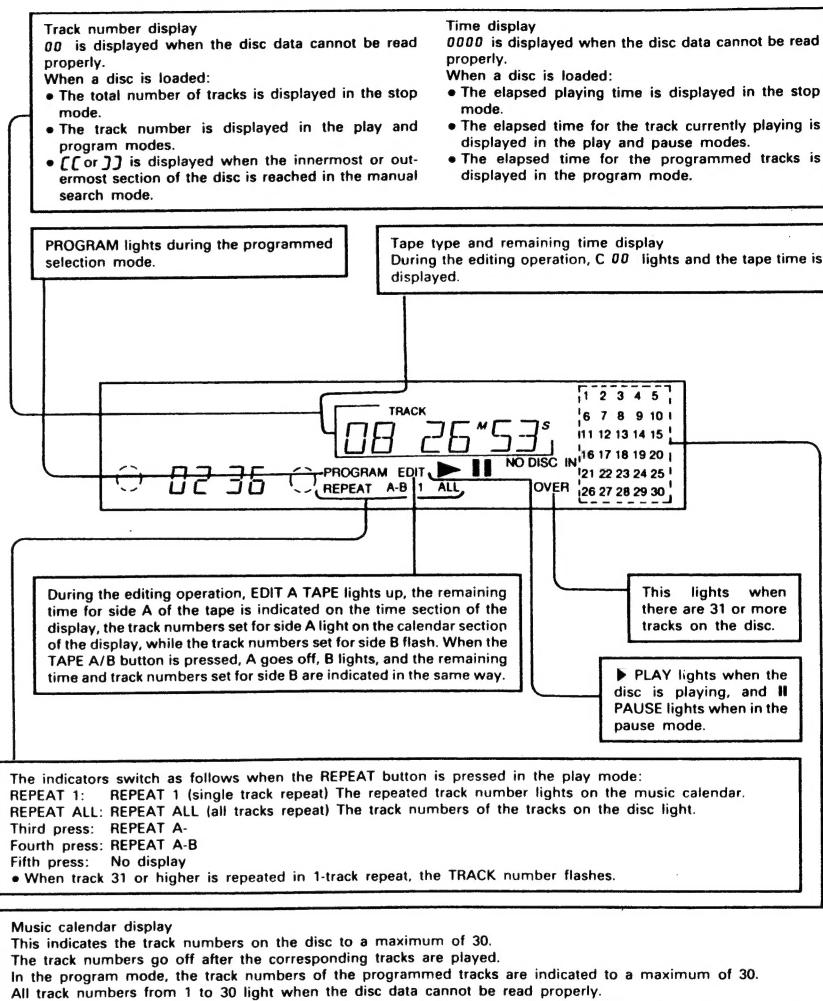 Track number display
00 is displayed when the disc data cannot be read
properly.
When a disc is loaded:
• The total number of tracks is displayed in the stop
mode.
• The track number is displayed in the play and
program modes.
• [[ or ]] is displayed when the innermost or out-
ermost section of the disc is reached in the manual
search mode.
Time display
0000 is displayed when the disc data cannot be read
properly.
When a disc is loaded:
• The elapsed playing time is displayed in the stop
mode.
• The elapsed time for the track currently playing is
displayed in the play and pause modes.
• The elapsed time for the programmed tracks is
displayed in the program mode.
PROGRAM lights during the programmed
selection mode.
Tape type and remaining time display
During the editing operation, C 00 lights and the tape time is
displayed.
TRACK
08 26 M 53 S
NO DISC IN
02 36
PROGRAM EDIT ▶ II
REPEAT A-B 1 ALL
OVER
1 2 3 4 5
6 7 8 9 10
11 12 13 14 15
16 17 18 19 20
21 22 23 24 25
26 27 28 29 30
During the editing operation, EDIT A TAPE lights up, the remaining
time for side A of the tape is indicated on the time section of the
display, the track numbers set for side A light on the calendar section
of the display, while the track numbers set for side B flash. When the
TAPE A/B button is pressed, A goes off, B lights, and the remaining
time and track numbers set for side B are indicated in the same way.
This lights when
there are 31 or more
tracks on the disc.
▶ PLAY lights when the
disc is playing, and II
PAUSE lights when in the
pause mode.
The indicators switch as follows when the REPEAT button is pressed in the play mode:
REPEAT 1: REPEAT 1 (single track repeat) The repeated track number lights on the music calendar.
REPEAT ALL: REPEAT ALL (all tracks repeat) The track numbers of the tracks on the disc light.
Third press: REPEAT A-
Fourth press: REPEAT A-B
Fifth press: No display
• When track 31 or higher is repeated in 1-track repeat, the TRACK number flashes.
Music calendar display
This indicates the track numbers on the disc to a maximum of 30.
The track numbers go off after the corresponding tracks are played.
In the program mode, the track numbers of the programmed tracks are indicated to a maximum of 30.
All track numbers from 1 to 30 light when the disc data cannot be read properly.